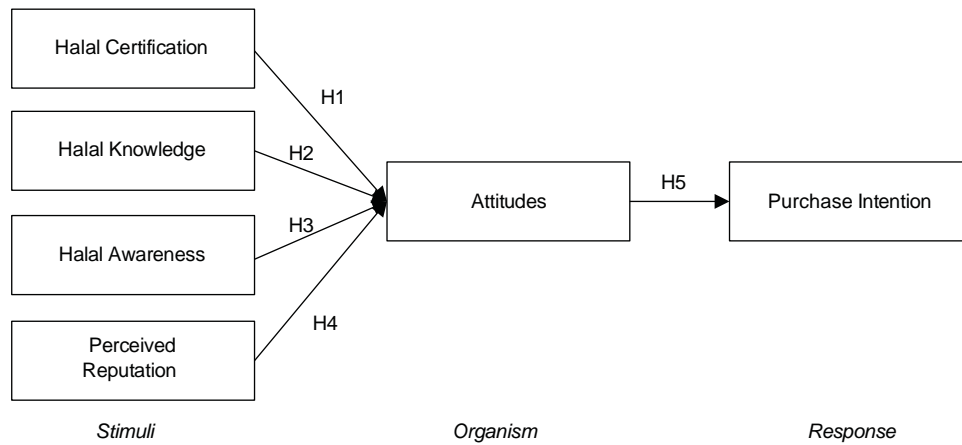 Halal Certification
H1
Halal Knowledge
H2
Attitudes
H5
Purchase Intention
H3
Halal Awareness
H4
Perceived
Reputation
Stimuli
Organism
Response